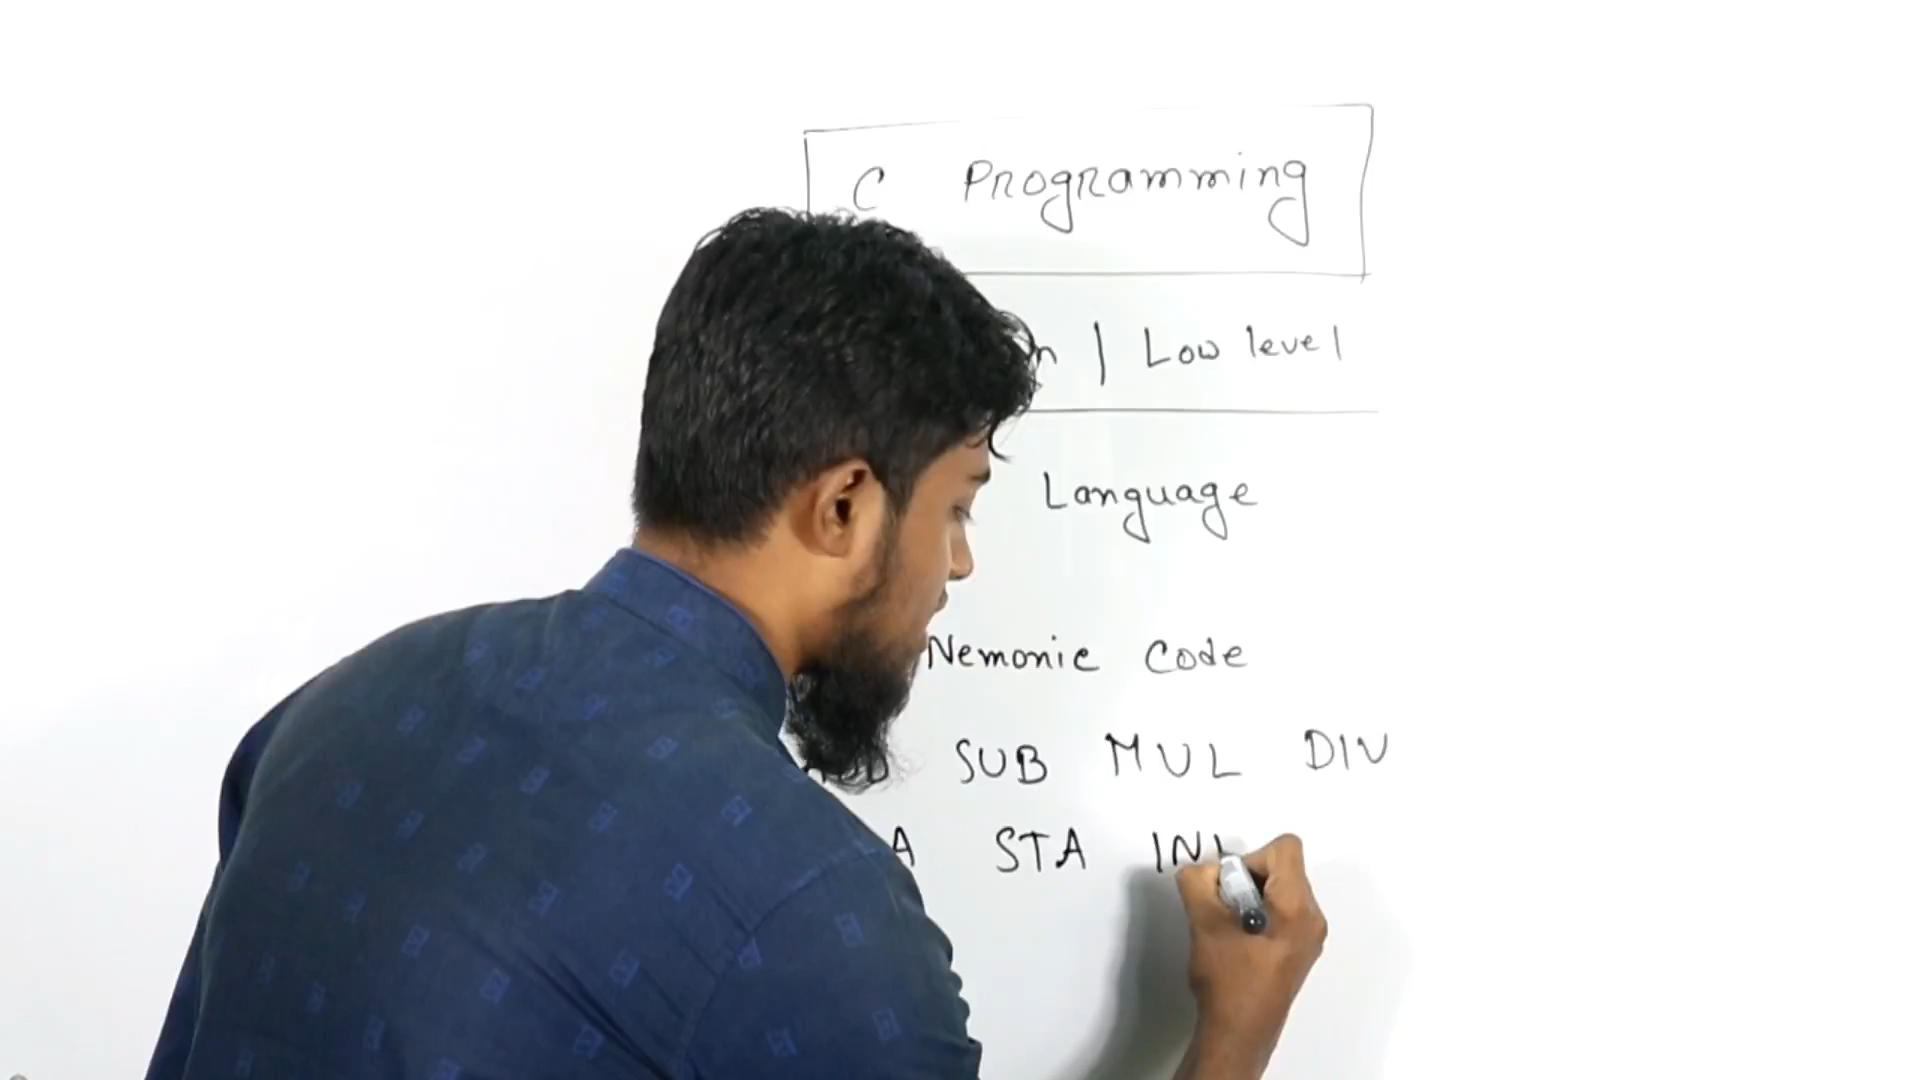 C Programming
| Low level
Language
Nemonic Code
SUB MUL DIV
STA